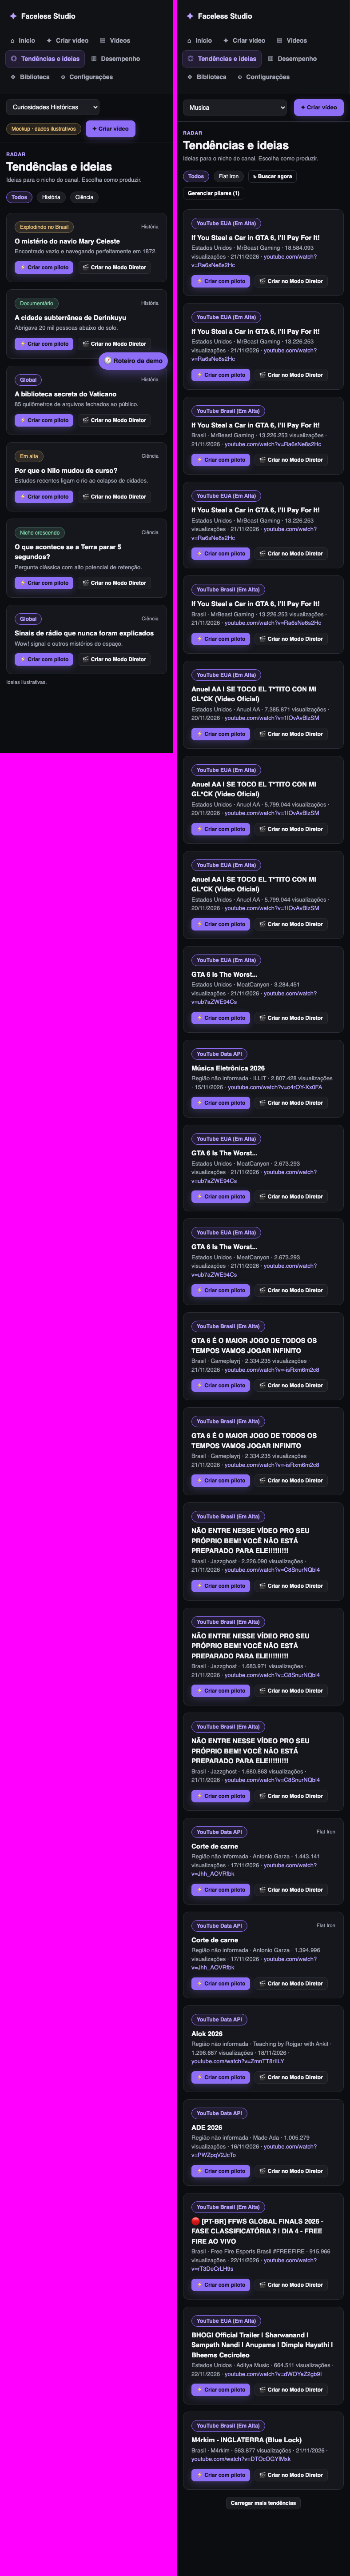 Faceless Studio
Início
Criar vídeo
Vídeos
Tendências e ideias
Desempenho
Biblioteca
Configurações
Curiosidades Históricas
Mockup · dados ilustrativos
Criar vídeo
RADAR
Tendências e ideias
Ideias para o nicho do canal. Escolha como produzir.
Todos
História
Ciência
Explodindo no Brasil
História
O mistério do navio Mary Celeste
Encontrado vazio e navegando perfeitamente em 1872.
Criar com piloto
Criar no Modo Diretor
Documentário
História
A cidade subterrânea de Derinkuyu
Abrigava 20 mil pessoas abaixo do solo.
Criar com piloto
Criar no Modo Diretor
Roteiro da demo
Global
História
A biblioteca secreta do Vaticano
85 quilômetros de arquivos fechados ao público.
Criar com piloto
Criar no Modo Diretor
Em alta
Ciência
Por que o Nilo mudou de curso?
Estudos recentes ligam o rio ao colapso de cidades.
Criar com piloto
Criar no Modo Diretor
Nicho crescendo
Ciência
O que acontece se a Terra parar 5
segundos?
Pergunta clássica com alto potencial de retenção.
Criar com piloto
Criar no Modo Diretor
Global
Ciência
Sinais de rádio que nunca foram explicados
Wow! signal e outros mistérios do espaço.
Criar com piloto
Criar no Modo Diretor
Ideias ilustrativas.
Faceless Studio
Início
Criar vídeo
Vídeos
Tendências e ideias
Desempenho
Biblioteca
Configurações
Musica
Criar vídeo
RADAR
Tendências e ideias
Ideias para o nicho do canal. Escolha como produzir.
Todos
Flat Iron
Buscar agora
Gerenciar pilares (1)
YouTube EUA (Em Alta)
If You Steal a Car in GTA 6, I'll Pay For It!
Estados Unidos · MrBeast Gaming · 18.584.093
visualizações · 21/11/2026 · youtube.com/watch?
v=Ra6sNe8s2Hc
Criar com piloto
Criar no Modo Diretor
YouTube EUA (Em Alta)
If You Steal a Car in GTA 6, I'll Pay For It!
Estados Unidos · MrBeast Gaming · 13.226.253
visualizações · 21/11/2026 · youtube.com/watch?
v=Ra6sNe8s2Hc
Criar com piloto
Criar no Modo Diretor
YouTube Brasil (Em Alta)
If You Steal a Car in GTA 6, I'll Pay For It!
Brasil · MrBeast Gaming · 13.226.253 visualizações ·
21/11/2026 · youtube.com/watch?v=Ra6sNe8s2Hc
Criar com piloto
Criar no Modo Diretor
YouTube EUA (Em Alta)
If You Steal a Car in GTA 6, I'll Pay For It!
Estados Unidos · MrBeast Gaming · 13.226.253
visualizações · 21/11/2026 · youtube.com/watch?
v=Ra6sNe8s2Hc
Criar com piloto
Criar no Modo Diretor
YouTube Brasil (Em Alta)
If You Steal a Car in GTA 6, I'll Pay For It!
Brasil · MrBeast Gaming · 13.226.253 visualizações ·
21/11/2026 · youtube.com/watch?v=Ra6sNe8s2Hc
Criar com piloto
Criar no Modo Diretor
YouTube EUA (Em Alta)
Anuel AA | SE TOCO EL T*TITO CON MI
GL*CK (Video Oficial)
Estados Unidos · Anuel AA · 7.365.871 visualizações ·
20/11/2026 · youtube.com/watch?v=1IOvAvBlzSM
Criar com piloto
Criar no Modo Diretor
YouTube EUA (Em Alta)
Anuel AA | SE TOCO EL T*TITO CON MI
GL*CK (Video Oficial)
Estados Unidos · Anuel AA · 5.799.044 visualizações ·
20/11/2026 · youtube.com/watch?v=1IOvAvBlzSM
Criar com piloto
Criar no Modo Diretor
YouTube EUA (Em Alta)
Anuel AA | SE TOCO EL T*TITO CON MI
GL*CK (Video Oficial)
Estados Unidos · Anuel AA · 5.799.044 visualizações ·
20/11/2026 · youtube.com/watch?v=1IOvAvBlzSM
Criar com piloto
Criar no Modo Diretor
YouTube EUA (Em Alta)
GTA 6 Is The Worst...
Estados Unidos · MeatCanyon · 3.284.451
visualizações · 21/11/2026 · youtube.com/watch?
v=ub7aZWE94Cs
Criar com piloto
Criar no Modo Diretor
YouTube Data API
Música Eletrônica 2026
Região não informada · ILLIT · 2.807.428 visualizações
· 15/11/2026 · youtube.com/watch?v=o4rOY-Xx0FA
Criar com piloto
Criar no Modo Diretor
YouTube EUA (Em Alta)
GTA 6 Is The Worst...
Estados Unidos · MeatCanyon · 2.673.293
visualizações · 21/11/2026 · youtube.com/watch?
v=ub7aZWE94Cs
Criar com piloto
Criar no Modo Diretor
YouTube EUA (Em Alta)
GTA 6 Is The Worst...
Estados Unidos · MeatCanyon · 2.673.293
visualizações · 21/11/2026 · youtube.com/watch?
v=ub7aZWE94Cs
Criar com piloto
Criar no Modo Diretor
YouTube Brasil (Em Alta)
GTA 6 É O MAIOR JOGO DE TODOS OS
TEMPOS VAMOS JOGAR INFINITO
Brasil · Gameplayrj · 2.334.235 visualizações ·
21/11/2026 · youtube.com/watch?v=-isRxm6m2c8
Criar com piloto
Criar no Modo Diretor
YouTube Brasil (Em Alta)
GTA 6 É O MAIOR JOGO DE TODOS OS
TEMPOS VAMOS JOGAR INFINITO
Brasil · Gameplayrj · 2.334.235 visualizações ·
21/11/2026 · youtube.com/watch?v=-isRxm6m2c8
Criar com piloto
Criar no Modo Diretor
YouTube Brasil (Em Alta)
NÃO ENTRE NESSE VÍDEO PRO SEU
PRÓPRIO BEM! VOCÊ NÃO ESTÁ
PREPARADO PARA ELE!!!!!!!!!
Brasil · Jazzghost · 2.226.090 visualizações ·
21/11/2026 · youtube.com/watch?v=C8SnurNQbl4
Criar com piloto
Criar no Modo Diretor
YouTube Brasil (Em Alta)
NÃO ENTRE NESSE VÍDEO PRO SEU
PRÓPRIO BEM! VOCÊ NÃO ESTÁ
PREPARADO PARA ELE!!!!!!!!!
Brasil · Jazzghost · 1.683.971 visualizações ·
21/11/2026 · youtube.com/watch?v=C8SnurNQbl4
Criar com piloto
Criar no Modo Diretor
YouTube Brasil (Em Alta)
NÃO ENTRE NESSE VÍDEO PRO SEU
PRÓPRIO BEM! VOCÊ NÃO ESTÁ
PREPARADO PARA ELE!!!!!!!!!
Brasil · Jazzghost · 1.680.863 visualizações ·
21/11/2026 · youtube.com/watch?v=C8SnurNQbl4
Criar com piloto
Criar no Modo Diretor
YouTube Data API
Flat Iron
Corte de carne
Região não informada · Antonio Garza · 1.443.141
visualizações · 17/11/2026 · youtube.com/watch?
v=Jhh_AOVRfbk
Criar com piloto
Criar no Modo Diretor
YouTube Data API
Flat Iron
Corte de carne
Região não informada · Antonio Garza · 1.394.996
visualizações · 17/11/2026 · youtube.com/watch?
v=Jhh_AOVRfbk
Criar com piloto
Criar no Modo Diretor
YouTube Data API
Alok 2026
Região não informada · Teaching by Rojgar with Ankit ·
1.296.687 visualizações · 18/11/2026 ·
youtube.com/watch?v=ZmnTT8rIILY
Criar com piloto
Criar no Modo Diretor
YouTube Data API
ADE 2026
Região não informada · Made Ada · 1.005.279
visualizações · 16/11/2026 · youtube.com/watch?
v=PWZpqV2JcTo
Criar com piloto
Criar no Modo Diretor
YouTube Brasil (Em Alta)
[PT-BR] FFWS GLOBAL FINALS 2026 -
FASE CLASSIFICATÓRIA 2 I DIA 4 - FREE
FIRE AO VIVO
Brasil · Free Fire Esports Brasil #FREEFIRE · 915.966
visualizações · 22/11/2026 · youtube.com/watch?
v=rT3DsCrLH9s
Criar com piloto
Criar no Modo Diretor
YouTube EUA (Em Alta)
BHOGI Official Trailer I Sharwanand I
Sampath Nandi I Anupama I Dimple Hayathi I
Bheems Ceciroleo
Estados Unidos · Aditya Music · 664.511 visualizações ·
22/11/2026 · youtube.com/watch?v=dWOYaZ2gb9I
Criar com piloto
Criar no Modo Diretor
YouTube Brasil (Em Alta)
M4rkim - INGLATERRA (Blue Lock)
Brasil · M4rkim · 563.677 visualizações · 21/11/2026 ·
youtube.com/watch?v=DTOcOGYfMxk
Criar com piloto
Criar no Modo Diretor
Carregar mais tendências